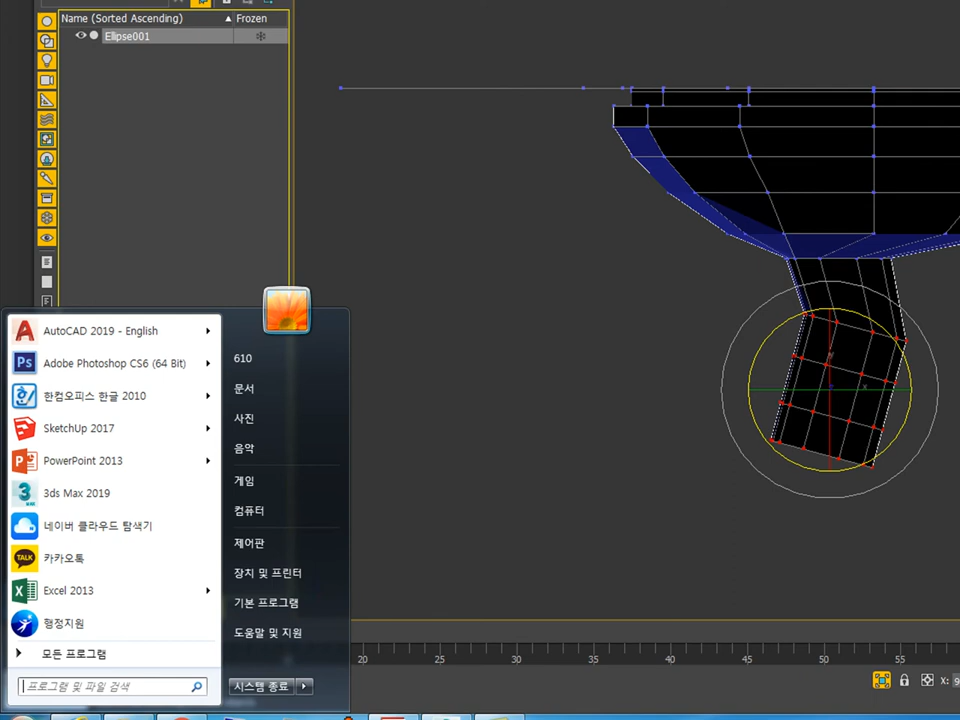 Name (Sorted Ascending) ▲ Frozen
Ellipse001
AutoCAD 2019 - English
Adobe Photoshop CS6 (64 Bit)
한컴오피스 한글 2010
SketchUp 2017
PowerPoint 2013
3ds Max 2019
네이버 클라우드 탐색기
카카오톡
Excel 2013
행정지원
모든 프로그램
프로그램 및 파일 검색
610
문서
사진
음악
게임
컴퓨터
제어판
장치 및 프린터
기본 프로그램
도움말 및 지원
시스템 종료
20 25 30 35 40 45 50 55
X: